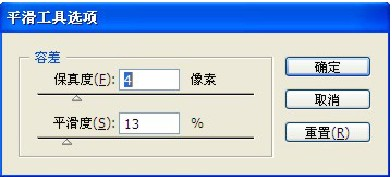 平滑工具选项
容差
保真度(F): 4 像素
平滑度(S): 13 %
确定
取消
重置(R)